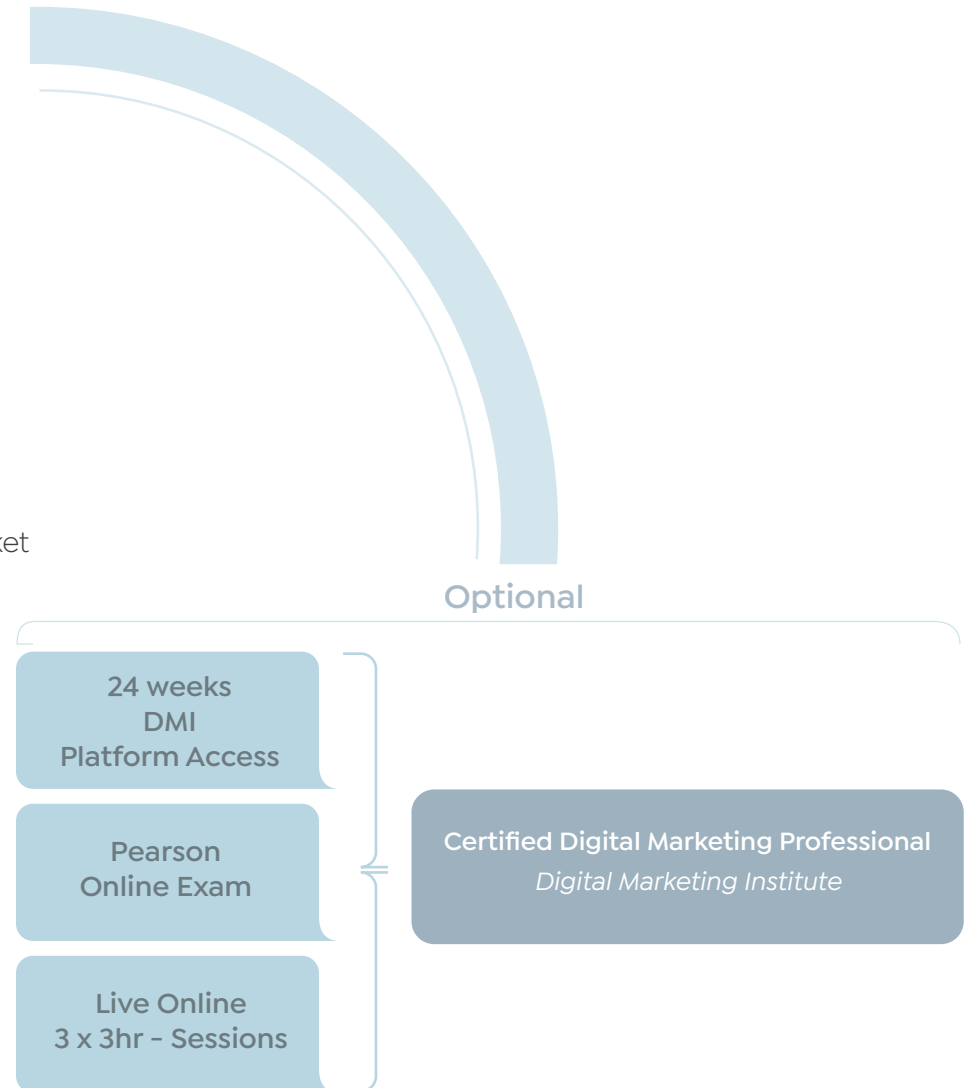 Optional
24 weeks
DMI
Platform Access
Pearson
Online Exam
Live Online
3 x 3hr - Sessions
Certified Digital Marketing Professional
Digital Marketing Institute